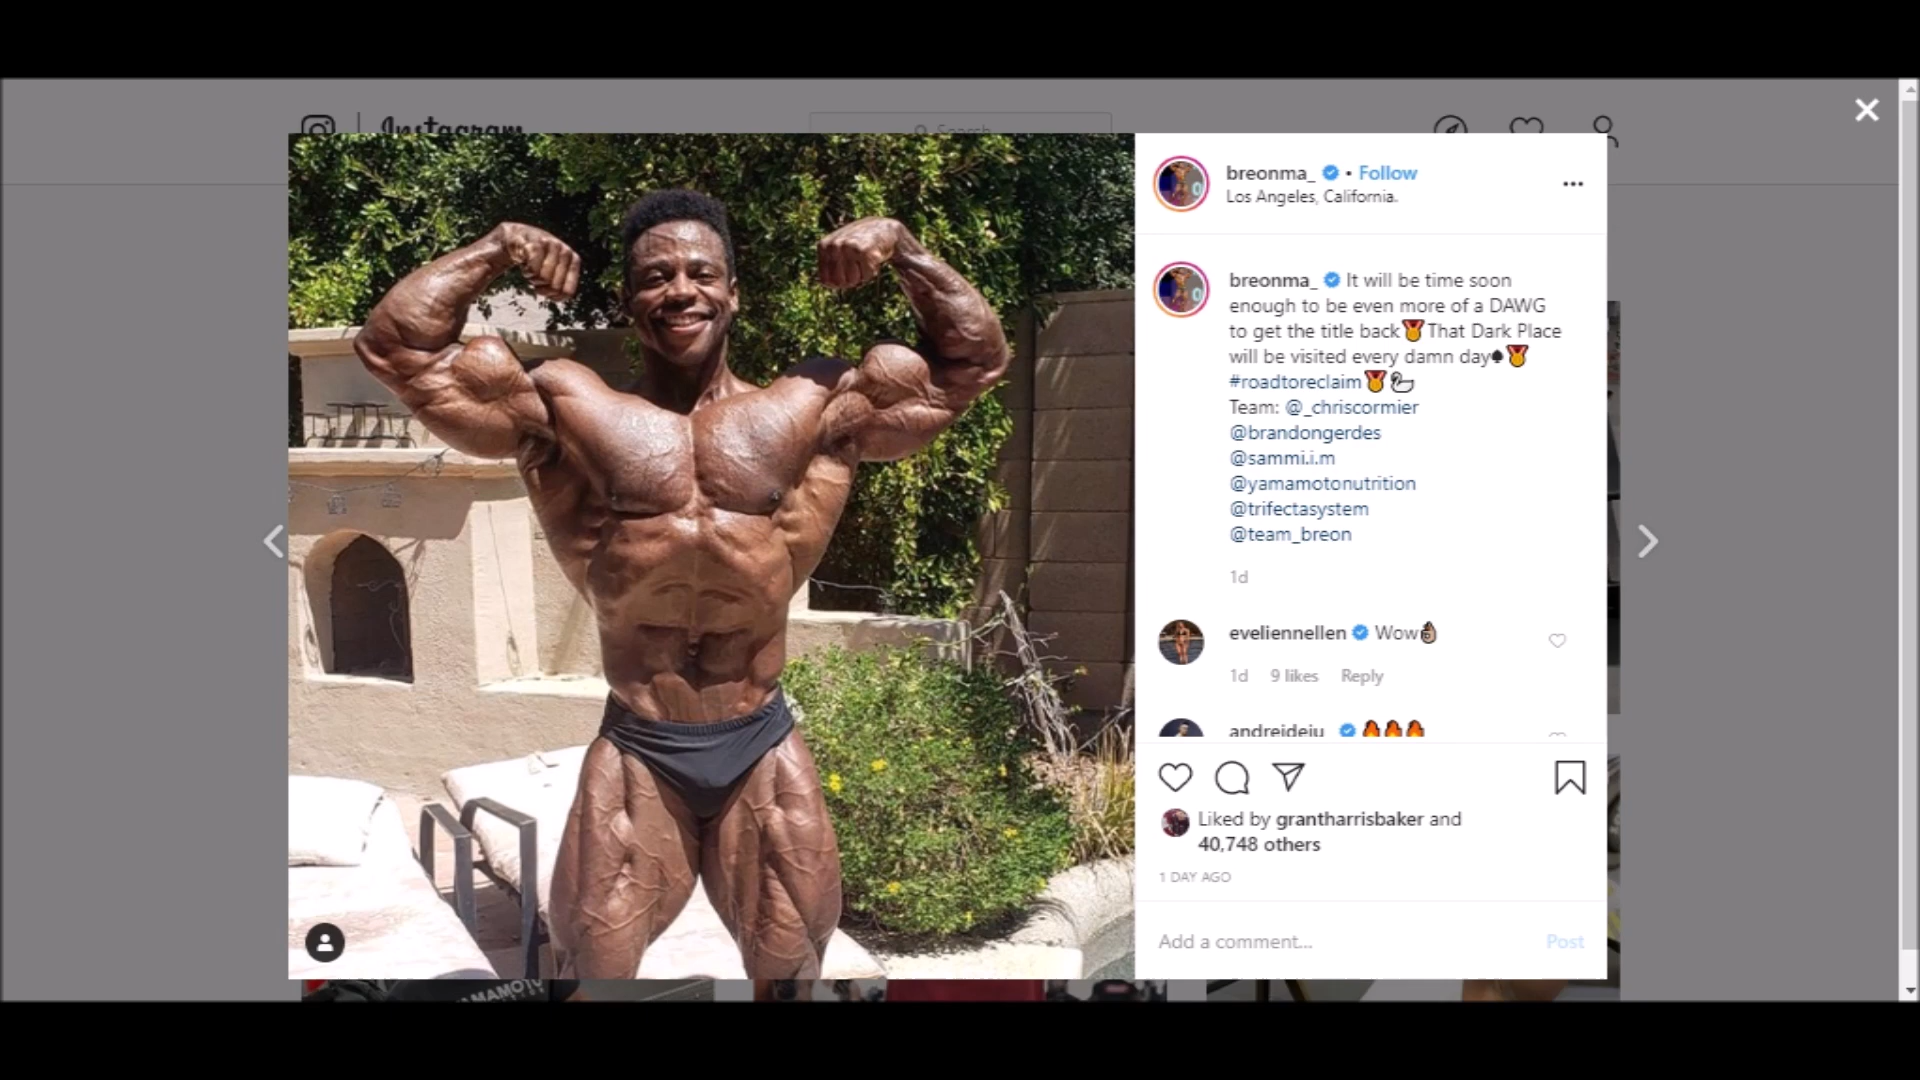 Instagram
Search
breonma_ • Follow
Los Angeles, California.
breonma_ It will be time soon
enough to be even more of a DAWG
to get the title back🏅That Dark Place
will be visited every damn day♠️🏅
#roadtoreclaim🏅🦢
Team: @_chriscormier
@brandongerdes
@sammi.i.m
@yamamotonutrition
@trifectasystem
@team_breon
1d
eveliennellen Wow👌🏽
1d 9 likes Reply
andreideiu 🔥🔥🔥
Liked by grantharrisbaker and
40,748 others
1 DAY AGO
Add a comment... Post
YAMAMOTO